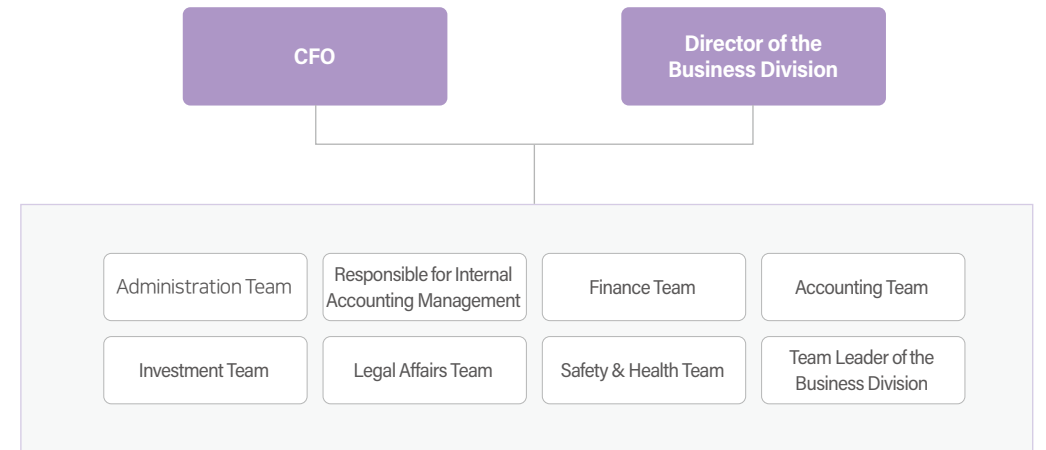 CFO
Director of the
Business Division
Administration Team
Responsible for Internal
Accounting Management
Finance Team
Accounting Team
Investment Team
Legal Affairs Team
Safety & Health Team
Team Leader of the
Business Division